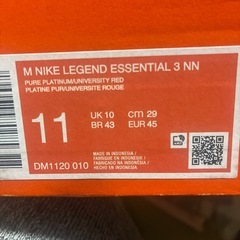 M NIKE LEGEND ESSENTIAL 3 NN
PURE PLATINUM/UNIVERSITY RED
PLATINE PUR/UNIVERSITE ROUGE
11
UK 10 cm 29
BR 43 EUR 45
DM1120 010
MADE IN INDONESIA
FABRIQUÉ EN INDONÉSIE
HECHO EN INDONESIA